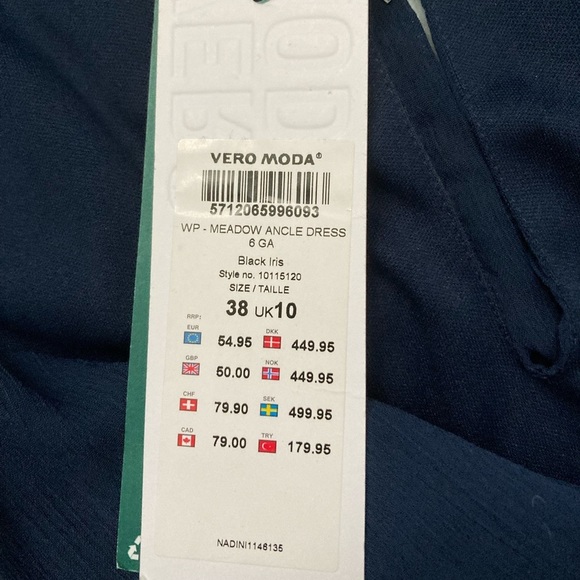 VERO MODA®
5712065996093
WP - MEADOW ANCLE DRESS
6 GA
Black Iris
Style no. 10115120
SIZE / TAILLE
38 UK10
RRP:
EUR 54.95 DKK 449.95
GBP 50.00 NOK 449.95
CHF 79.90 SEK 499.95
CAD 79.00 TRY 179.95
NADINI1146135